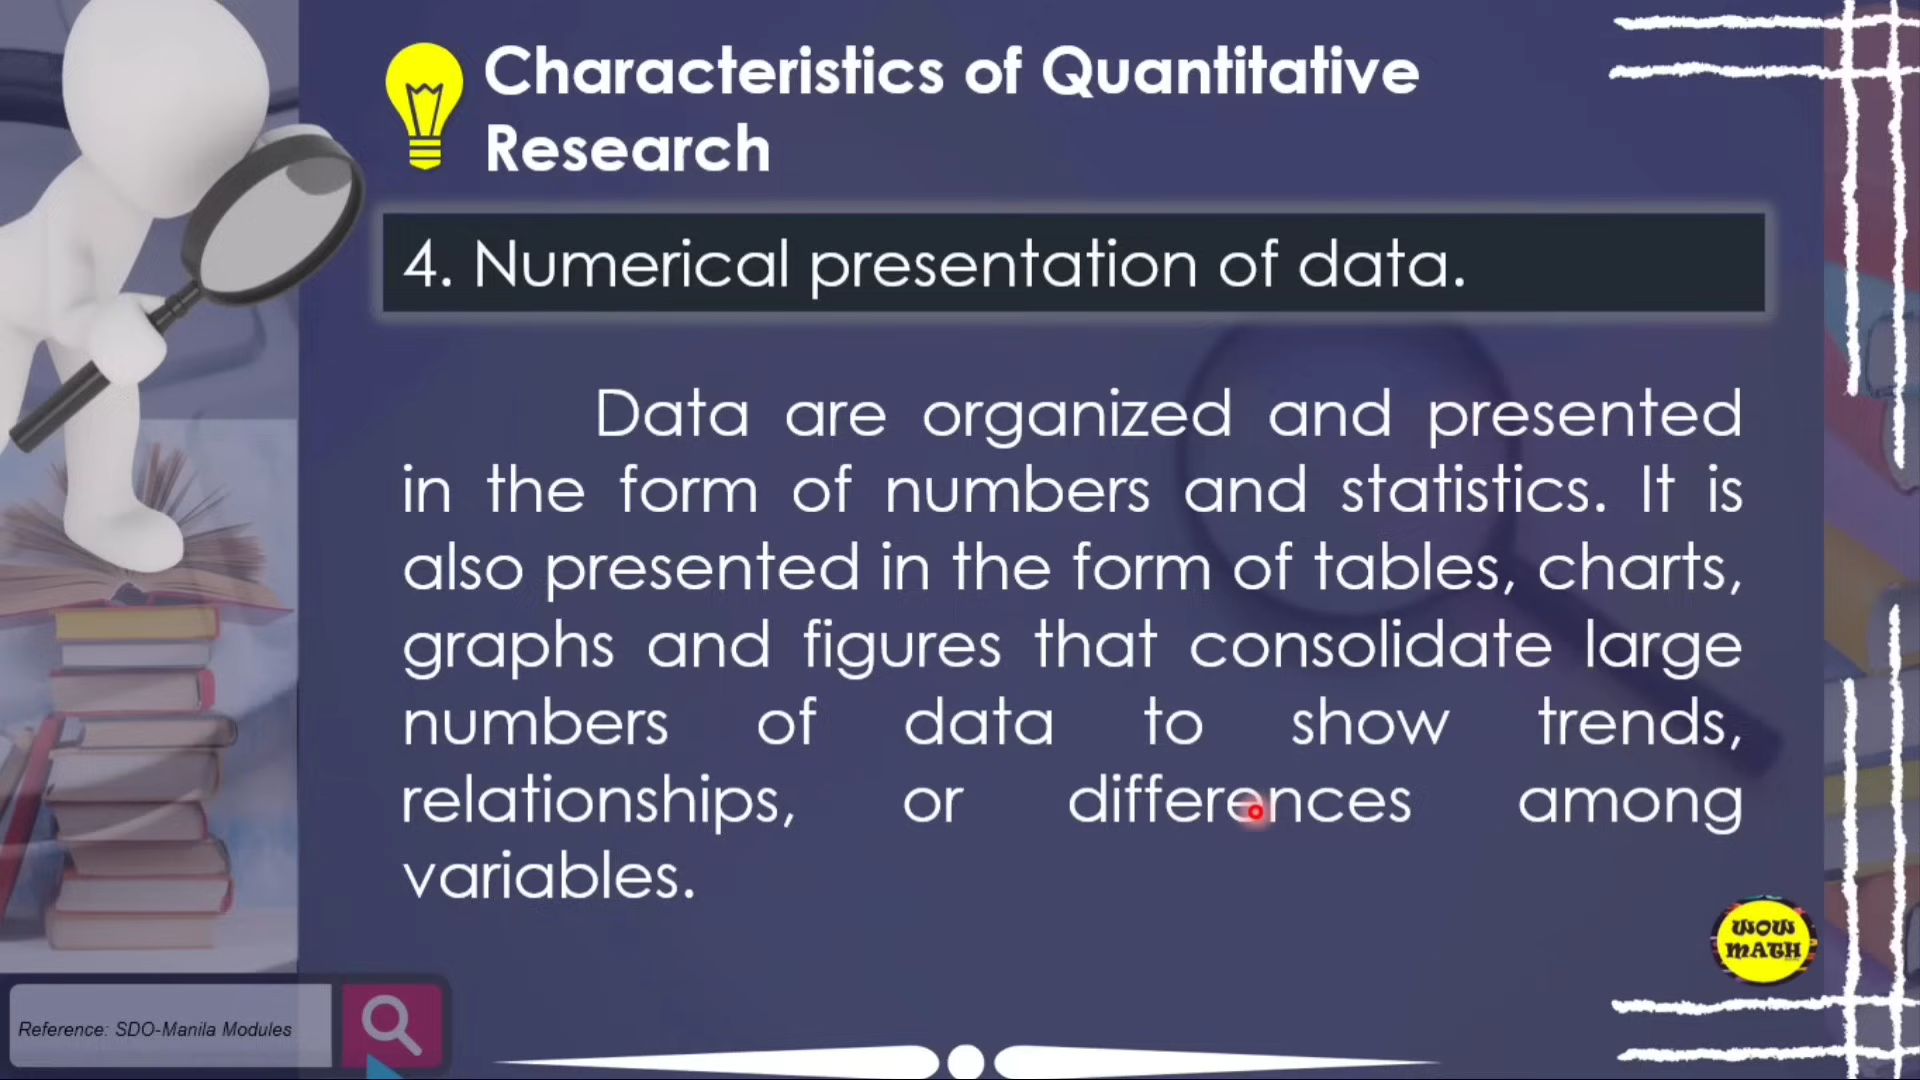 Characteristics of Quantitative
Research
4. Numerical presentation of data.
Data are organized and presented
in the form of numbers and statistics. It is
also presented in the form of tables, charts,
graphs and figures that consolidate large
numbers of data to show trends,
relationships, or differences among
variables.
WOW
MATH
Reference: SDO-Manila Modules